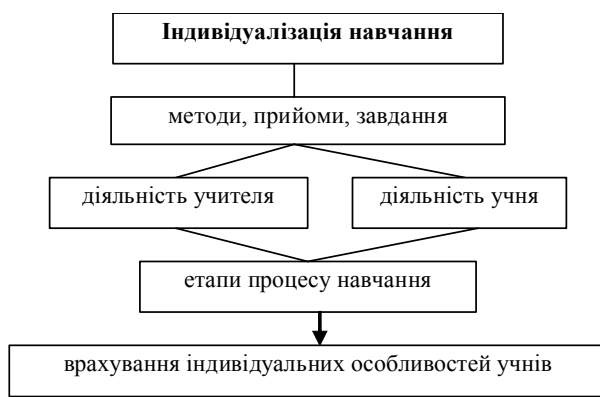 Індивідуалізація навчання
методи, прийоми, завдання
діяльність учителя
діяльність учня
етапи процесу навчання
врахування індивідуальних особливостей учнів